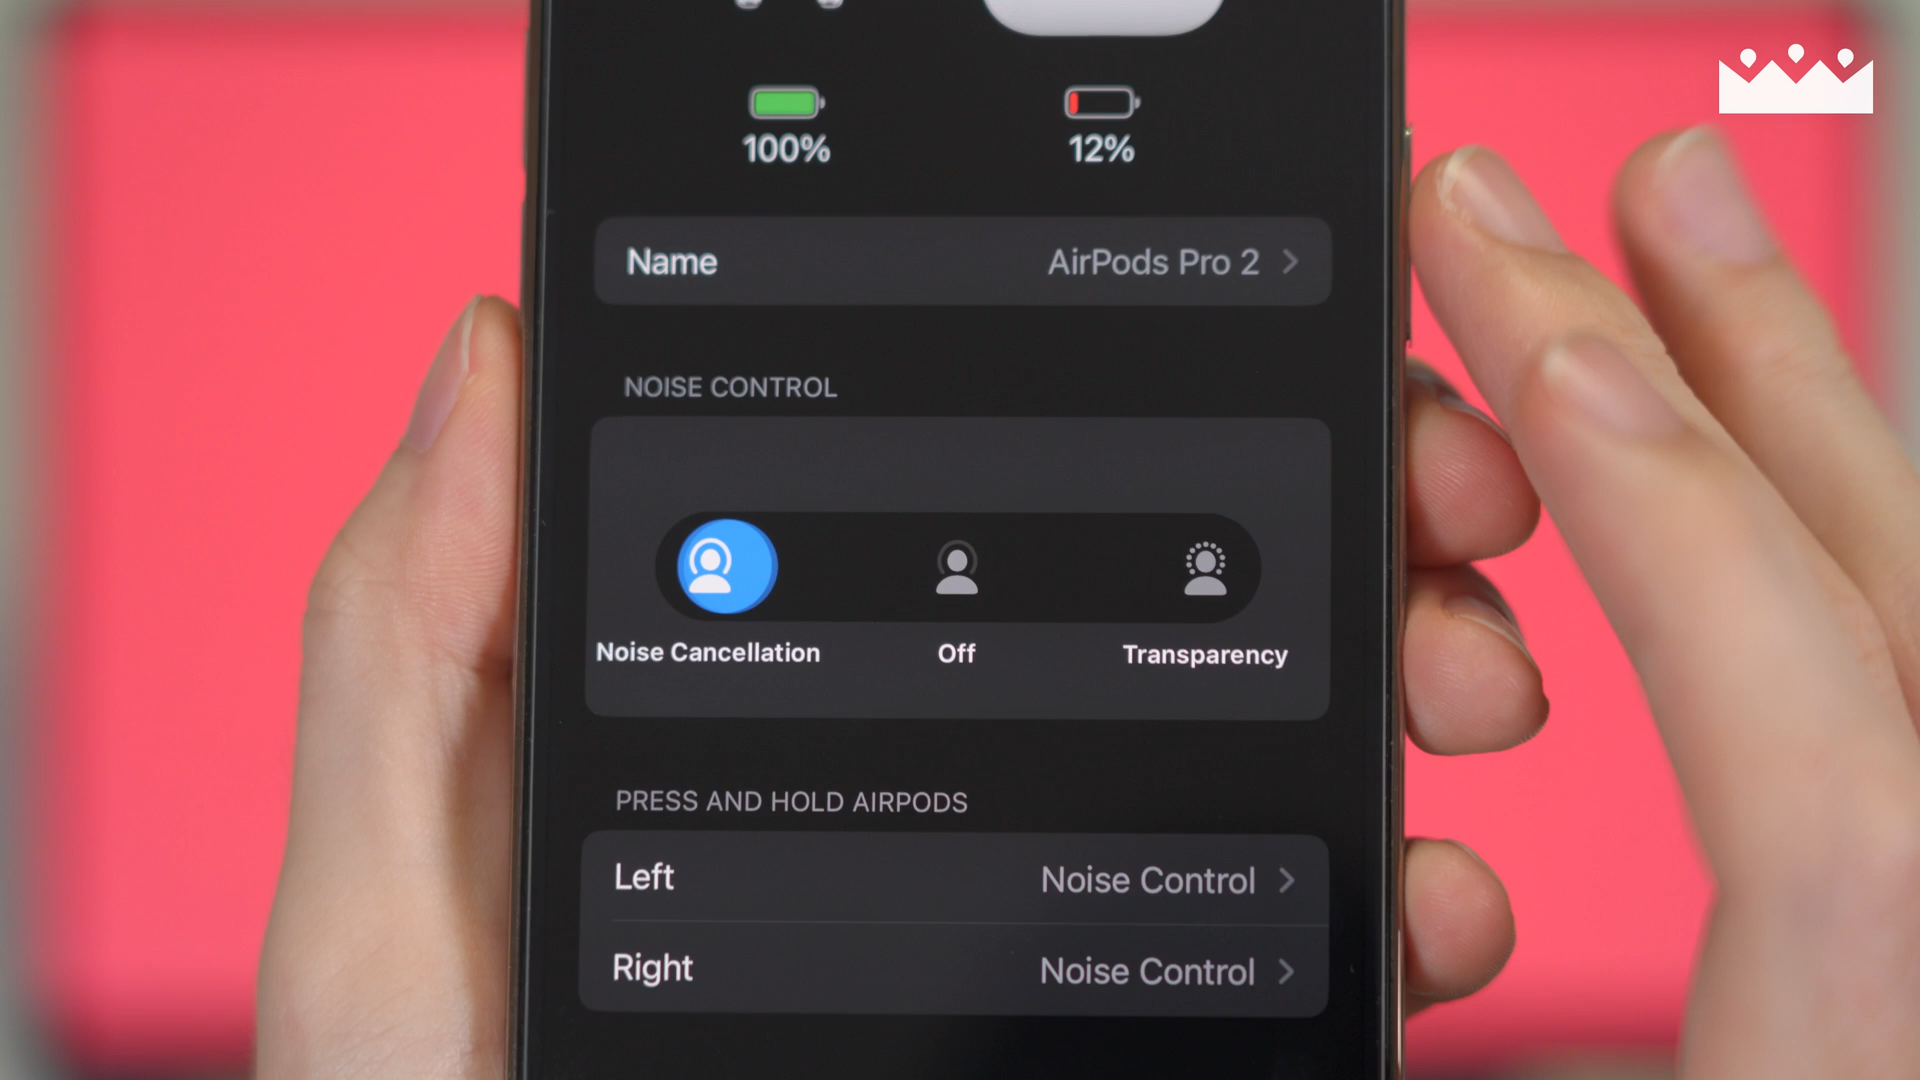 100% 12%
Name AirPods Pro 2
NOISE CONTROL
Noise Cancellation Off Transparency
PRESS AND HOLD AIRPODS
Left Noise Control
Right Noise Control